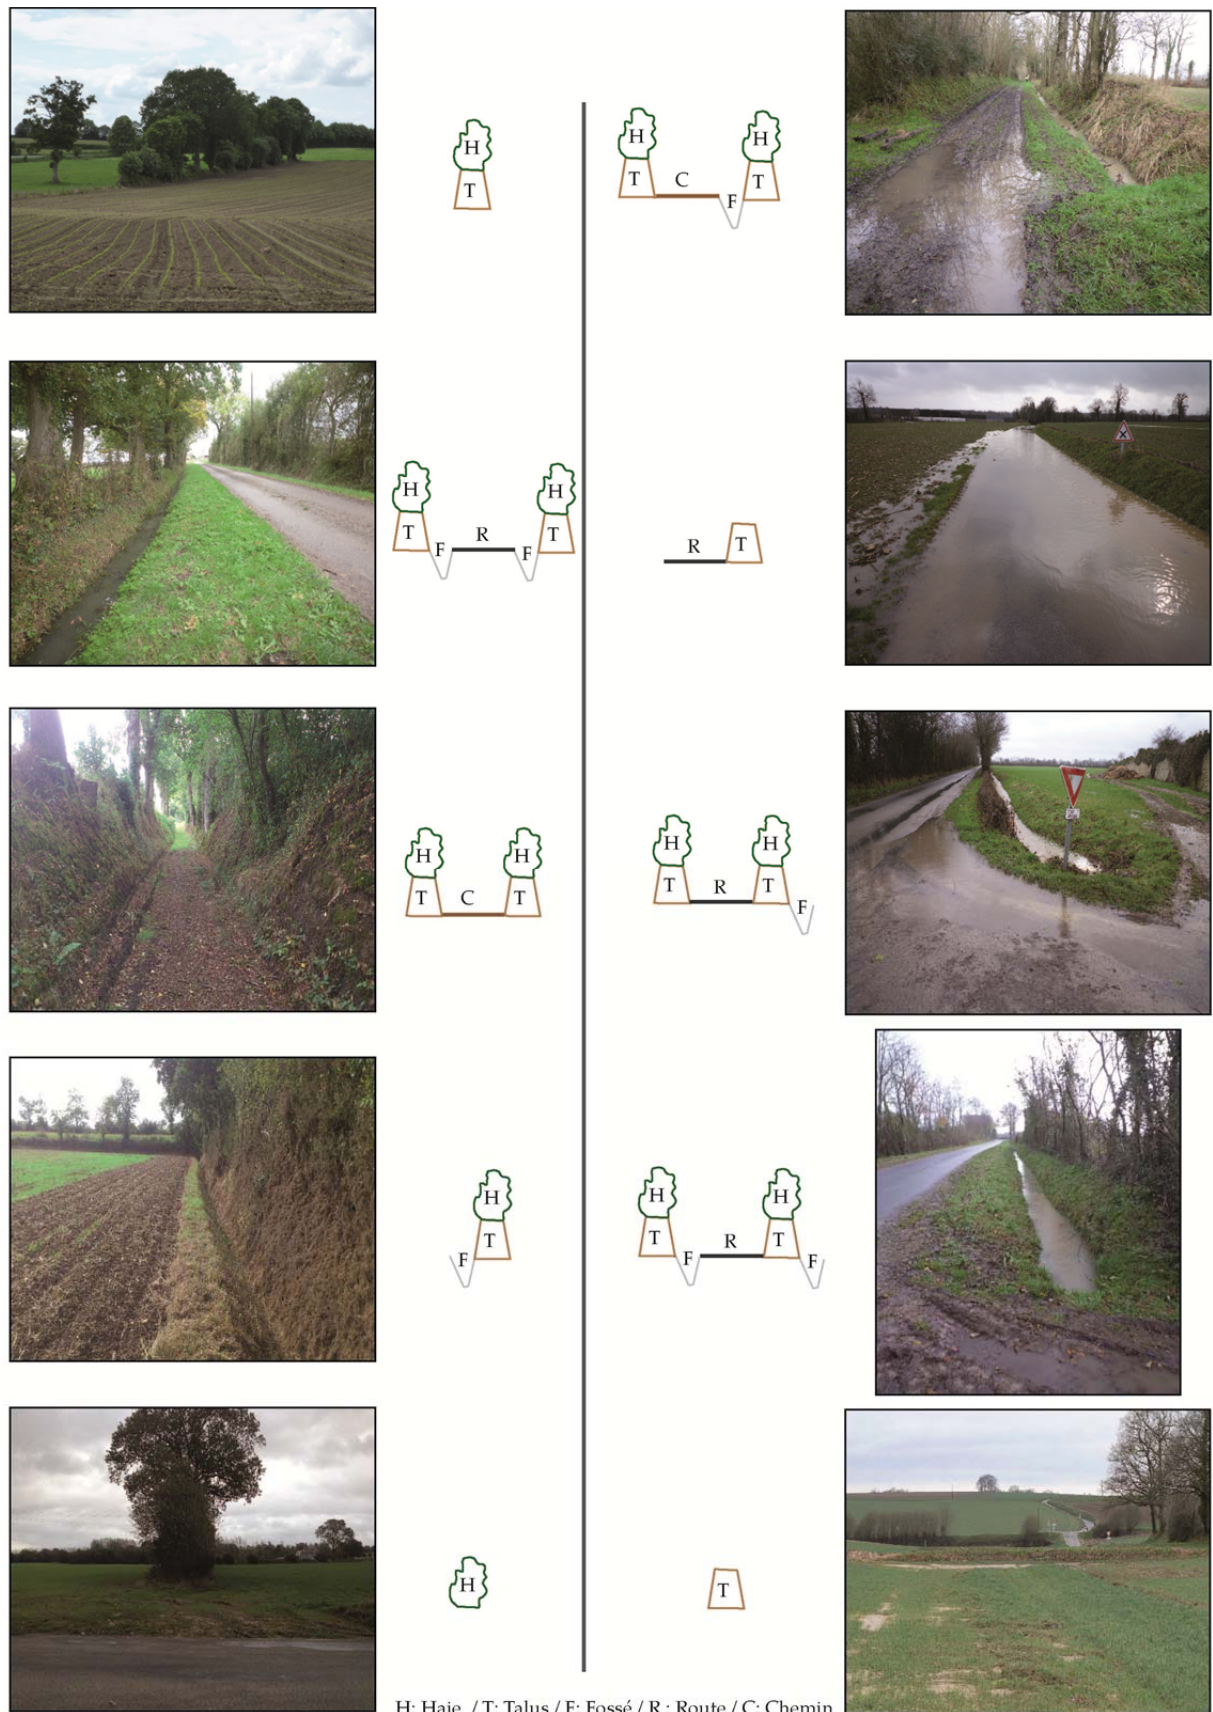 H
T
H H
T C F T
H H
T F R F T
R T
H H
T C T
H H
T R T F
H
F T
H H
T F R T F
H
T
H: Haie / T: Talus / F: Fossé / R : Route / C: Chemin